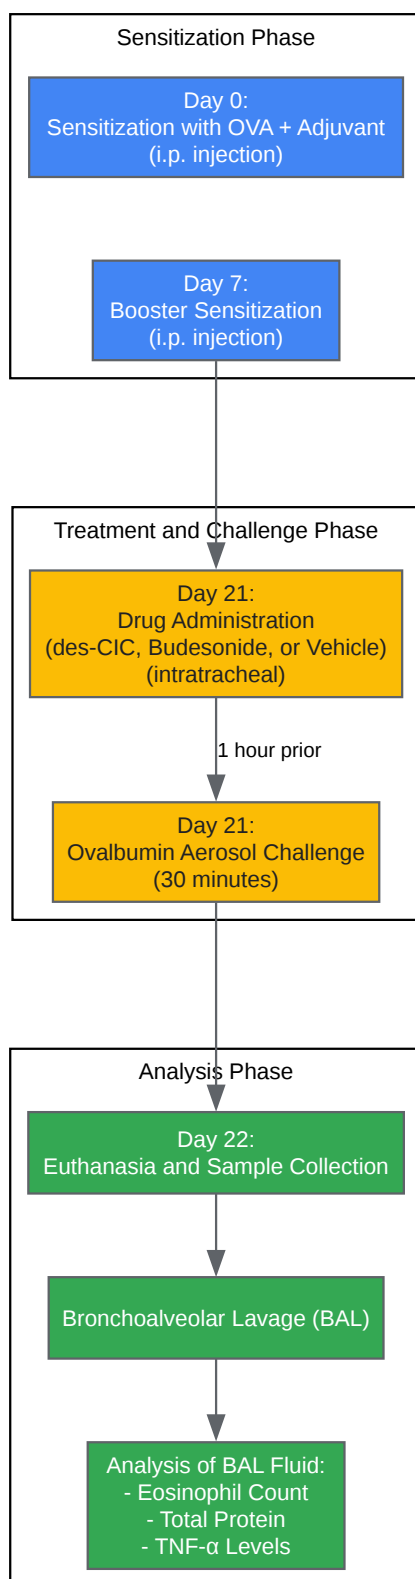 Sensitization Phase
Day 0:
Sensitization with OVA + Adjuvant
(i.p. injection)
Day 7:
Booster Sensitization
(i.p. injection)
Treatment and Challenge Phase
Day 21:
Drug Administration
(des-CIC, Budesonide, or Vehicle)
(intratracheal)
1 hour prior
Day 21:
Ovalbumin Aerosol Challenge
(30 minutes)
Analysis Phase
Day 22:
Euthanasia and Sample Collection
Bronchoalveolar Lavage (BAL)
Analysis of BAL Fluid:
- Eosinophil Count
- Total Protein
- TNF-α Levels